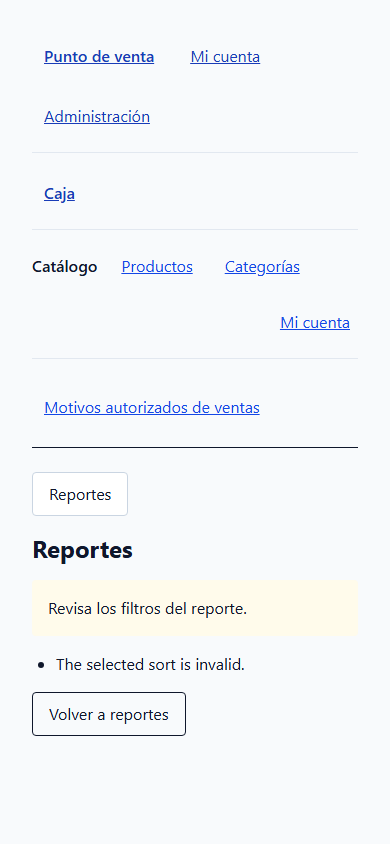 Punto de venta Mi cuenta
Administración
Caja
Catálogo Productos Categorías
Mi cuenta
Motivos autorizados de ventas
Reportes
Reportes
Revisa los filtros del reporte.
The selected sort is invalid.
Volver a reportes